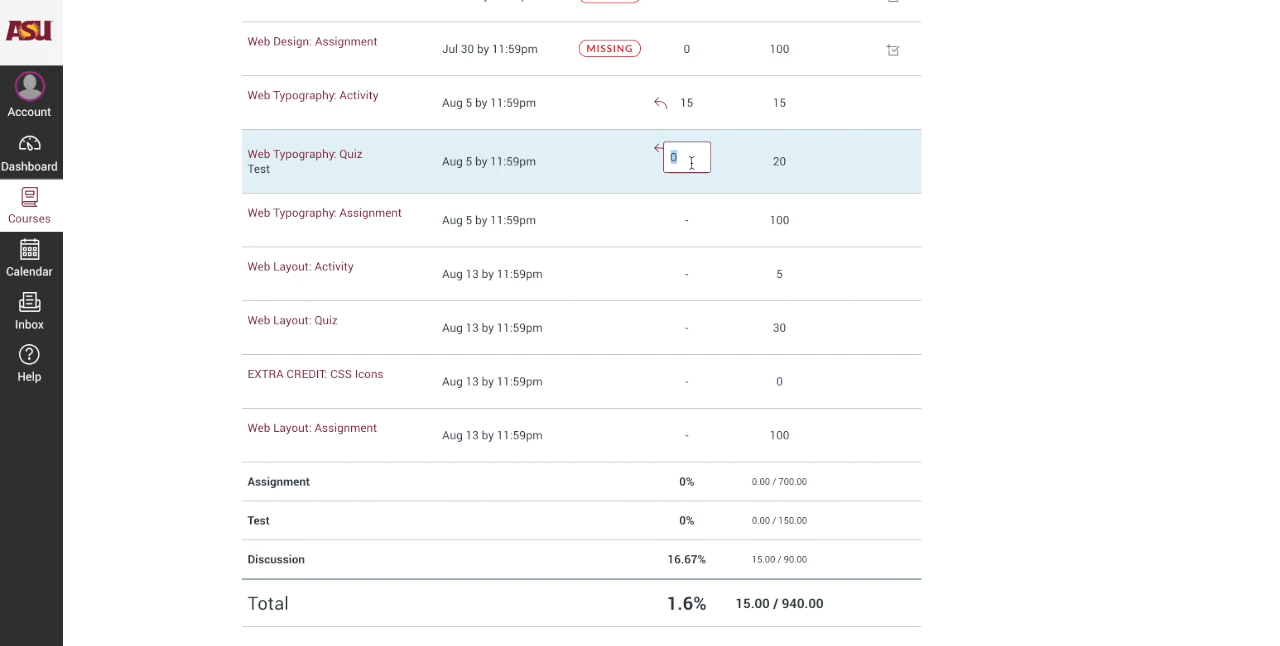 ASU
Account
Dashboard
Courses
Calendar
Inbox
Help
Web Design: Assignment Jul 30 by 11:59pm MISSING 0 100
Web Typography: Activity Aug 5 by 11:59pm 15 15
Web Typography: Quiz
Test Aug 5 by 11:59pm 0 20
Web Typography: Assignment Aug 5 by 11:59pm - 100
Web Layout: Activity Aug 13 by 11:59pm - 5
Web Layout: Quiz Aug 13 by 11:59pm - 30
EXTRA CREDIT: CSS Icons Aug 13 by 11:59pm - 0
Web Layout: Assignment Aug 13 by 11:59pm - 100
Assignment 0% 0.00 / 700.00
Test 0% 0.00 / 150.00
Discussion 16.67% 15.00 / 90.00
Total 1.6% 15.00 / 940.00